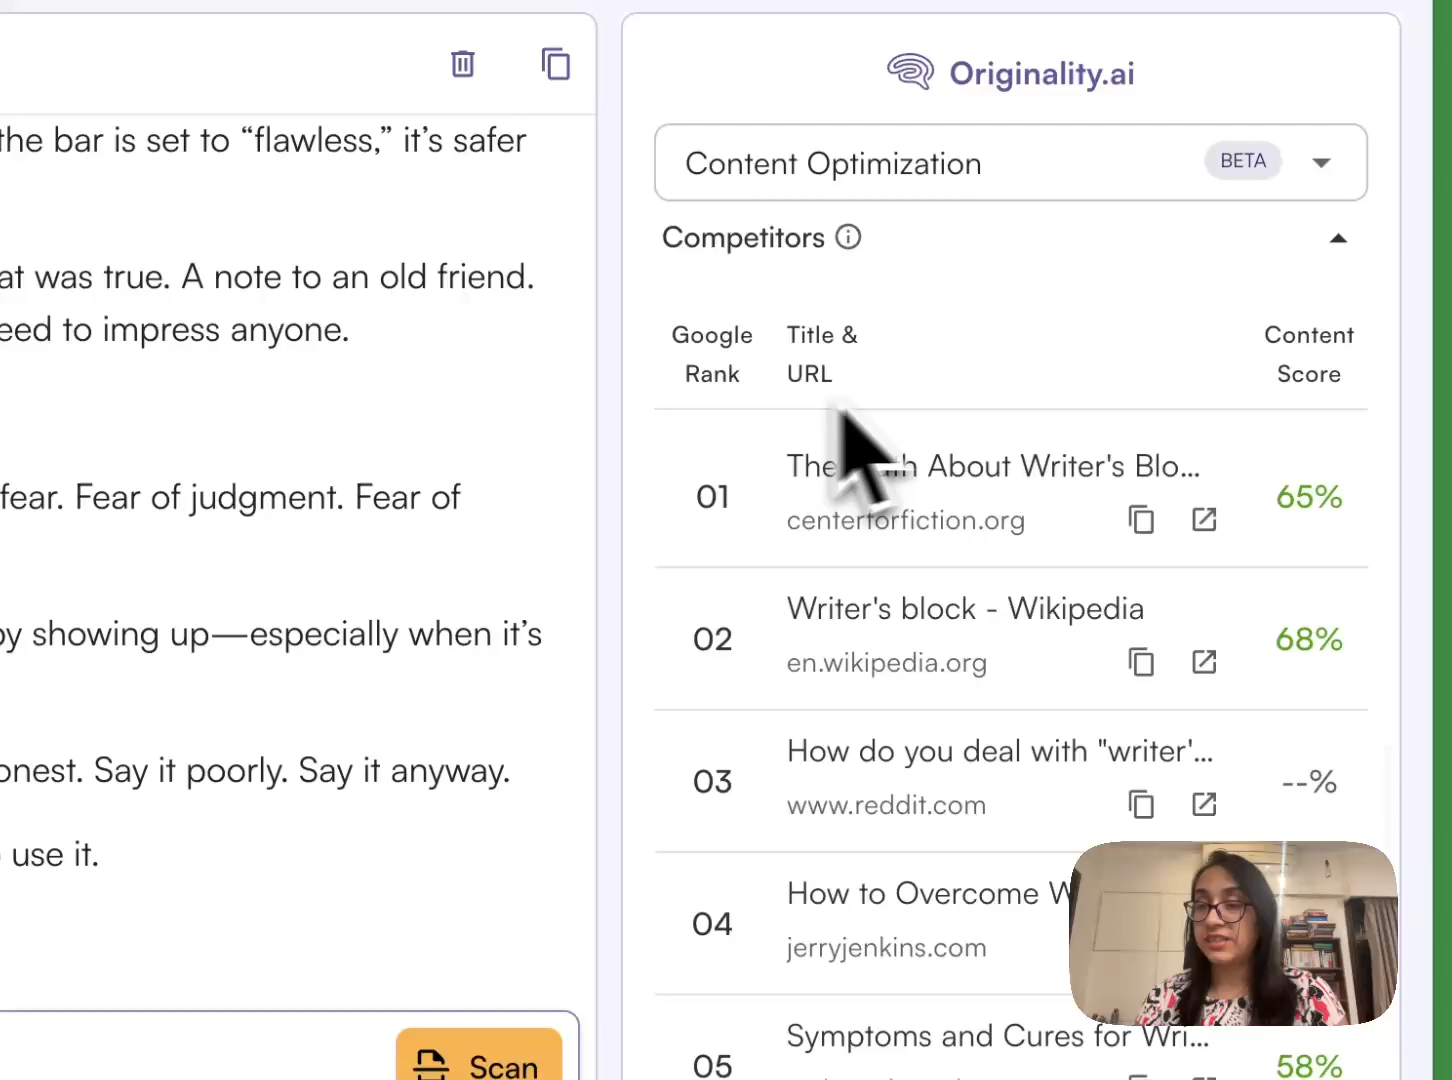 the bar is set to “flawless,” it’s safer
at was true. A note to an old friend.
eed to impress anyone.
fear. Fear of judgment. Fear of
by showing up—especially when it’s
onest. Say it poorly. Say it anyway.
use it.
Scan
Originality.ai
Content Optimization BETA
Competitors
Google Rank Title & URL Content Score
01 The About Writer's Blo... 65%
centerforfiction.org
02 Writer's block - Wikipedia 68%
en.wikipedia.org
03 How do you deal with "writer'... --%
www.reddit.com
04 How to Overcome W
jerryjenkins.com
05 Symptoms and Cures for Wri... 58%